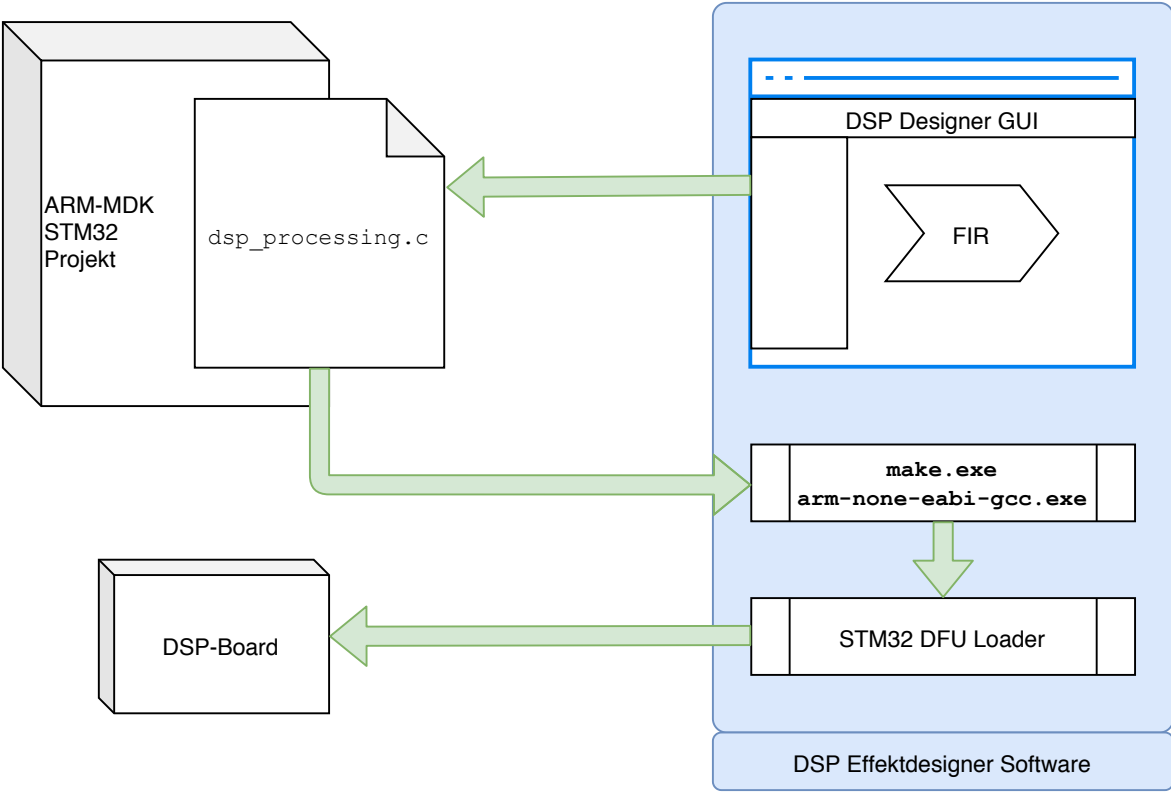 DSP Designer GUI
ARM-MDK
STM32
Projekt
dsp_processing.c
FIR
make.exe
arm-none-eabi-gcc.exe
DSP-Board
STM32 DFU Loader
DSP Effektdesigner Software